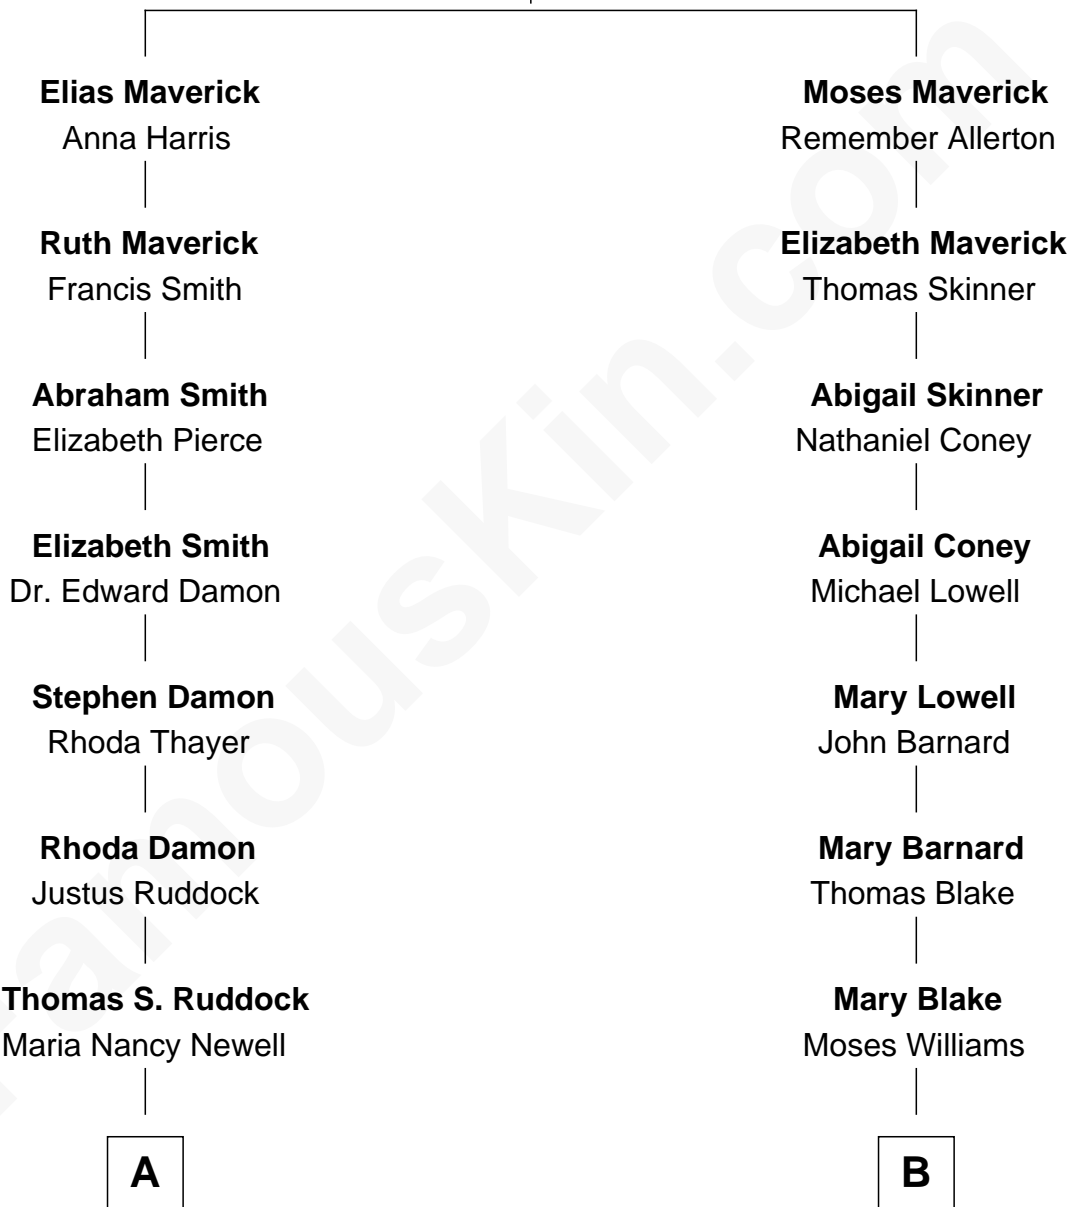 Elias Maverick
Anna Harris
Ruth Maverick
Francis Smith
Abraham Smith
Elizabeth Pierce
Elizabeth Smith
Dr. Edward Damon
Stephen Damon
Rhoda Thayer
Rhoda Damon
Justus Ruddock
Thomas S. Ruddock
Maria Nancy Newell
A
Moses Maverick
Remember Allerton
Elizabeth Maverick
Thomas Skinner
Abigail Skinner
Nathaniel Coney
Abigail Coney
Michael Lowell
Mary Lowell
John Barnard
Mary Barnard
Thomas Blake
Mary Blake
Moses Williams
B
FamousKin.com